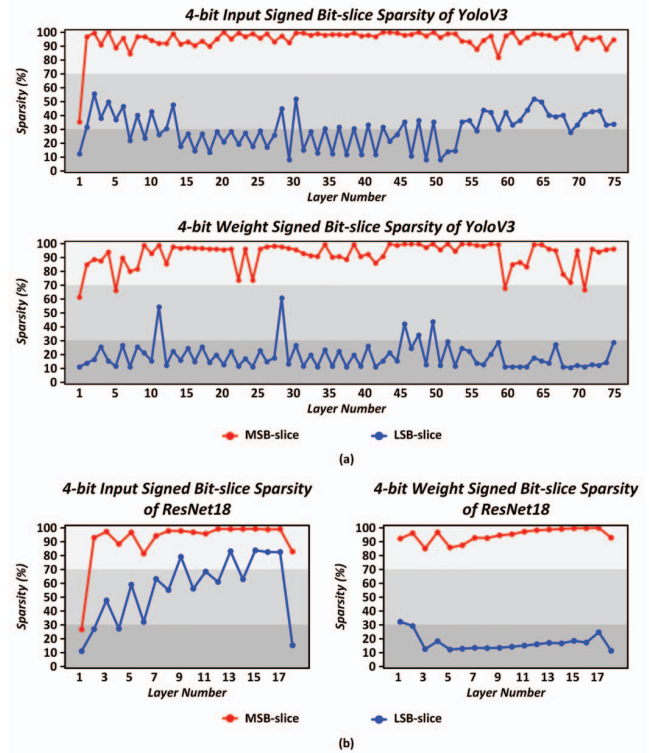 4-bit Input Signed Bit-slice Sparsity of YoloV3
Sparsity (%)
100
90
80
70
60
50
40
30
20
10
0
1 5 10 15 20 25 30 35 40 45 50 55 60 65 70 75
Layer Number
4-bit Weight Signed Bit-slice Sparsity of YoloV3
Sparsity (%)
100
90
80
70
60
50
40
30
20
10
0
1 5 10 15 20 25 30 35 40 45 50 55 60 65 70 75
Layer Number
MSB-slice LSB-slice
(a)
4-bit Input Signed Bit-slice Sparsity
of ResNet18
Sparsity (%)
100
90
80
70
60
50
40
30
20
10
0
1 3 5 7 9 11 13 15 17
Layer Number
4-bit Weight Signed Bit-slice Sparsity
of ResNet18
Sparsity (%)
100
90
80
70
60
50
40
30
20
10
0
1 3 5 7 9 11 13 15 17
Layer Number
MSB-slice LSB-slice
(b)